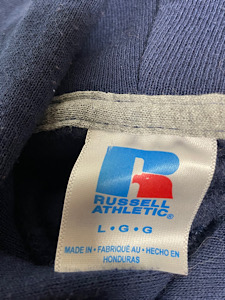 R
RUSSELL
ATHLETIC®
L • G • G
MADE IN • FABRIQUÉ AU • HECHO EN
HONDURAS